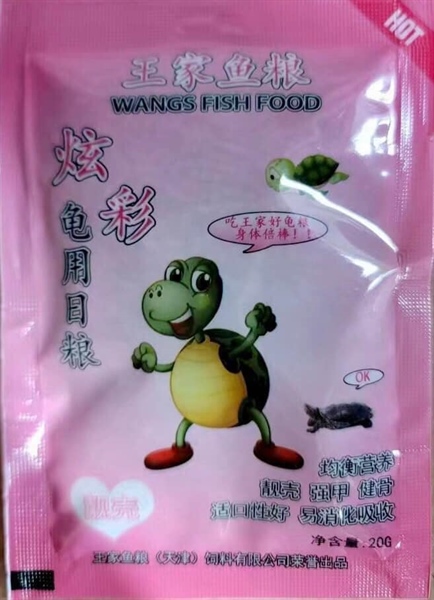 HOT
王家鱼粮
WANGS FISH FOOD
炫彩
龟用日粮
吃王家好龟粮
身体倍棒！！
OK
靓壳
均衡营养
靓壳 强甲 健骨
适口性好 易消化吸收
净含量:20G
王家鱼粮（天津）饲料有限公司荣誉出品